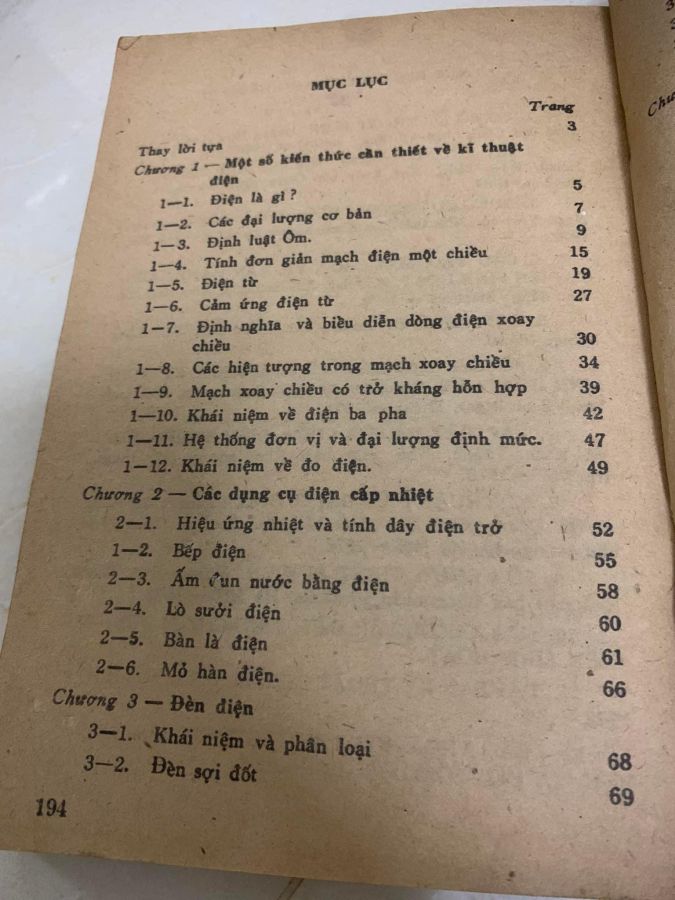 MỤC LỤC
Trang
Thay lời tựa 3
Chương 1 — Một số kiến thức cần thiết về kĩ thuật
điện
1—1. Điện là gì ? 5
1—2. Các đại lượng cơ bản 7
1—3. Định luật Ôm. 9
1—4. Tính đơn giản mạch điện một chiều 15
1—5. Điện từ 19
1—6. Cảm ứng điện từ 27
1—7. Định nghĩa và biểu diễn dòng điện xoay
chiều 30
1—8. Các hiện tượng trong mạch xoay chiều 34
1—9. Mạch xoay chiều có trở kháng hỗn hợp 39
1—10. Khái niệm về điện ba pha 42
1—11. Hệ thống đơn vị và đại lượng định mức. 47
1—12. Khái niệm về đo điện. 49
Chương 2 — Các dụng cụ điện cấp nhiệt
2—1. Hiệu ứng nhiệt và tính dây điện trở 52
1—2. Bếp điện 55
2—3. Ấm đun nước bằng điện 58
2—4. Lò sưởi điện 60
2—5. Bàn là điện 61
2—6. Mỏ hàn điện. 66
Chương 3 — Đèn điện
3—1. Khái niệm và phân loại 68
3—2. Đèn sợi đốt 69
194